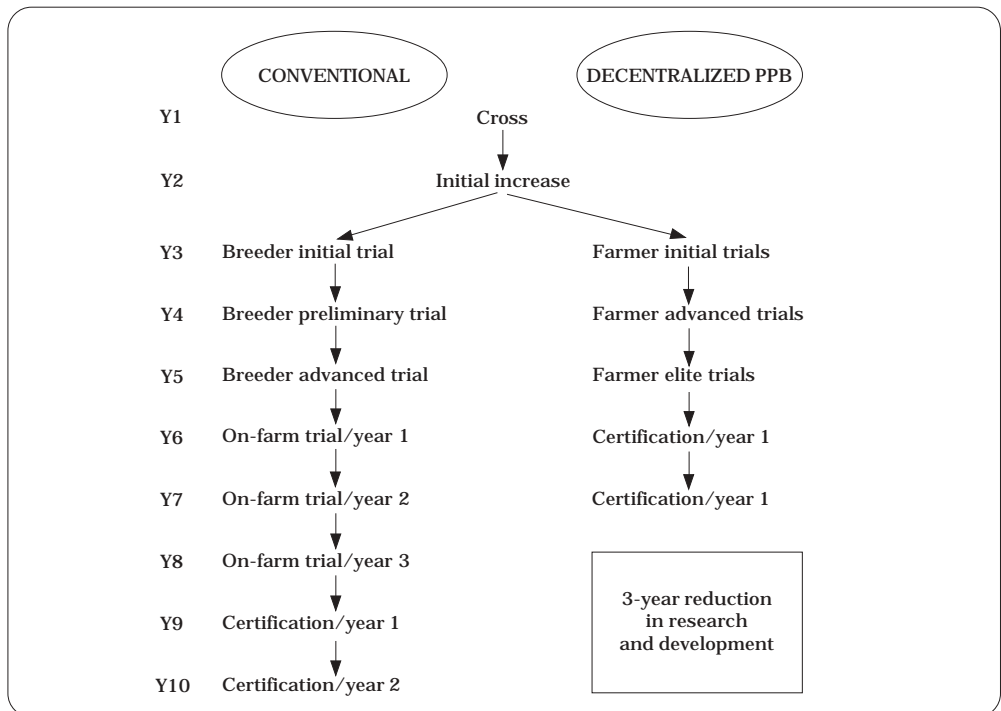 CONVENTIONAL DECENTRALIZED PPB
Y1 Cross
Y2 Initial increase
Y3 Breeder initial trial Farmer initial trials
Y4 Breeder preliminary trial Farmer advanced trials
Y5 Breeder advanced trial Farmer elite trials
Y6 On-farm trial/year 1 Certification/year 1
Y7 On-farm trial/year 2 Certification/year 1
Y8 On-farm trial/year 3
Y9 Certification/year 1
Y10 Certification/year 2
3-year reduction
in research
and development